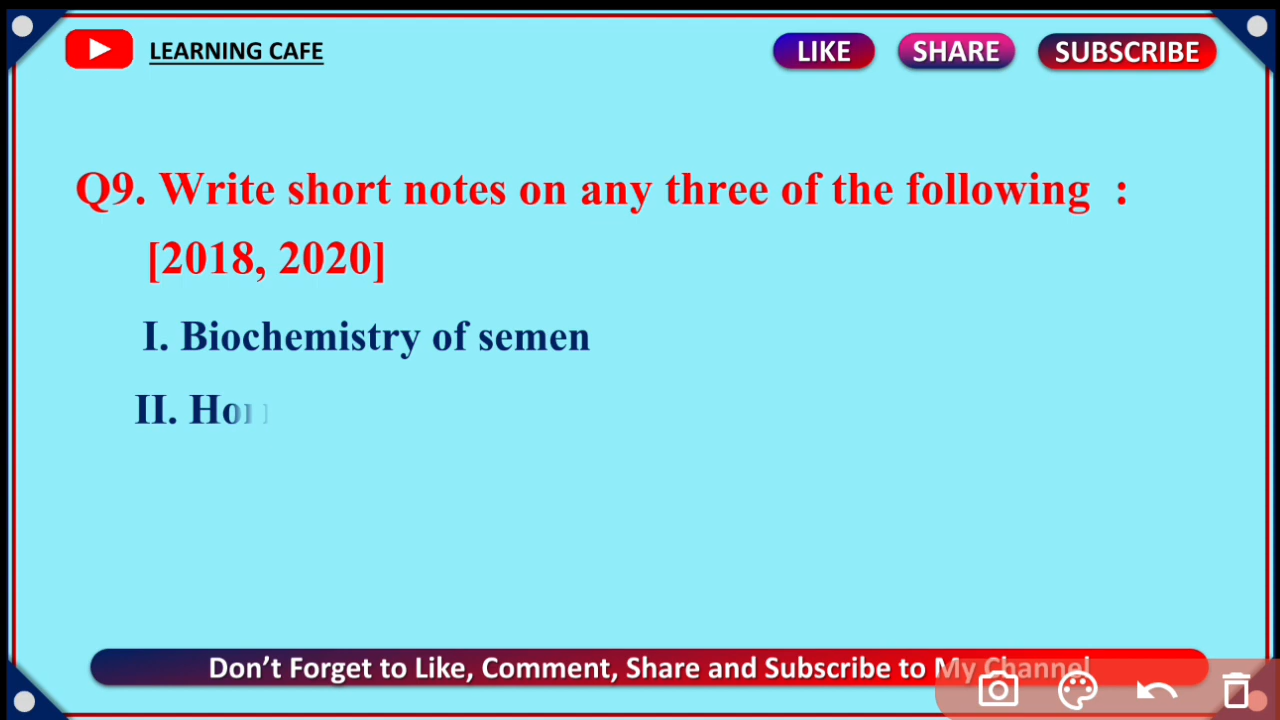 LEARNING CAFE
LIKE SHARE SUBSCRIBE
Q9. Write short notes on any three of the following :
[2018, 2020]
I. Biochemistry of semen
II.
Don't Forget to Like, Comment, Share and Subscribe to My Channel